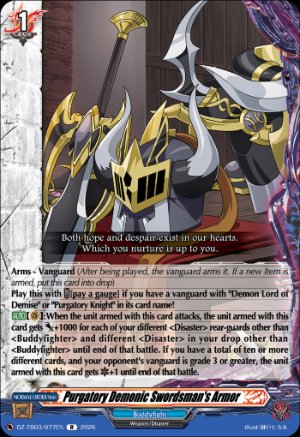 1
GRADE
Both hope and despair exist in our hearts.
Which you nurture is up to you.
Arms - Vanguard (After being played, the vanguard arms it. If a new item is
armed, put this card into drop)
Play this with [pay a gauge] if you have a vanguard with "Demon Lord of
Demise" or "Purgatory Knight" in its card name!
AUTO : When the unit armed with this card attacks, the unit armed with this
card gets +1000 for each of your different <Disaster> rear-guards other than
<Buddyfighter> and different <Disaster> in your drop other than
<Buddyfighter> until end of that battle. If you have a total of ten or more
different cards, and your opponent's vanguard is grade 3 or greater, the unit
armed with this card gets +1 until end of that battle.
NORMAL ORDER
Purgatory Demonic Swordsman's Armor
Buddyfight
Weapon/Disaster
DZ-TB03/077EN R 2026